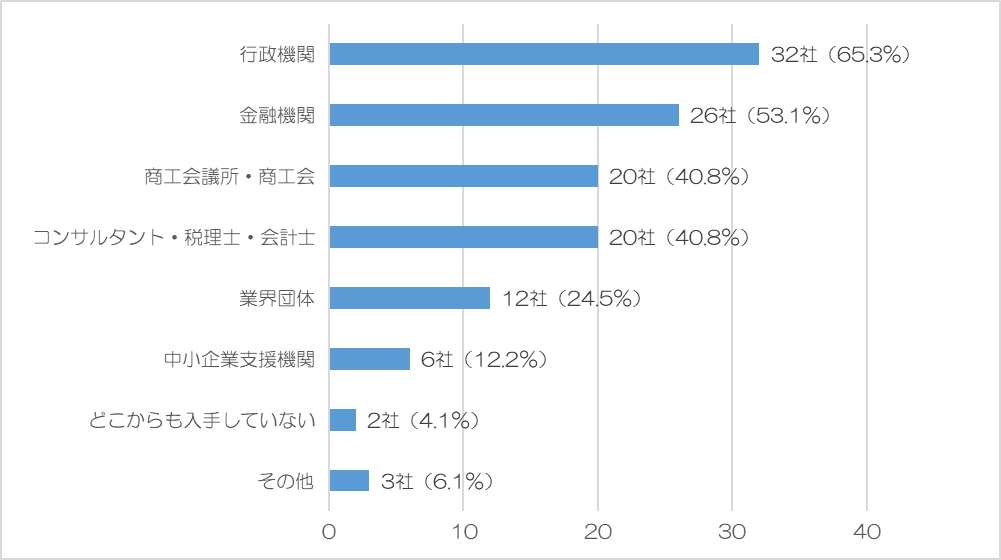 行政機関 32社（65.3%）
金融機関 26社（53.1%）
商工会議所・商工会 20社（40.8%）
コンサルタント・税理士・会計士 20社（40.8%）
業界団体 12社（24.5%）
中小企業支援機関 6社（12.2%）
どこからも入手していない 2社（4.1%）
その他 3社（6.1%）
0 10 20 30 40